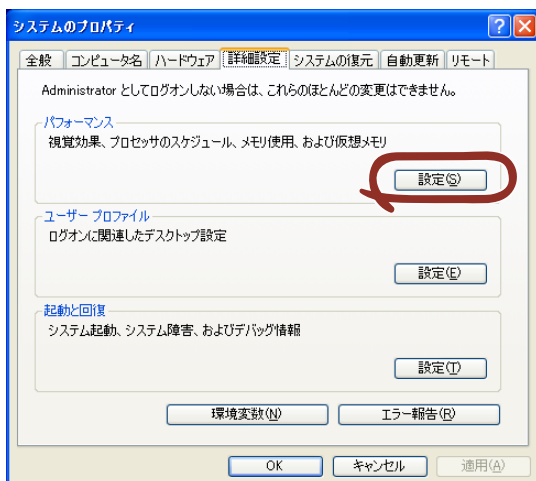 システムのプロパティ
全般 コンピュータ名 ハードウェア 詳細設定 システムの復元 自動更新 リモート
Administrator としてログオンしない場合は、これらのほとんどの変更はできません。
パフォーマンス
視覚効果、プロセッサのスケジュール、メモリ使用、および仮想メモリ
設定(S)
ユーザー プロファイル
ログオンに関連したデスクトップ設定
設定(E)
起動と回復
システム起動、システム障害、およびデバッグ情報
設定(T)
環境変数(N) エラー報告(R)
OK キャンセル 適用(A)